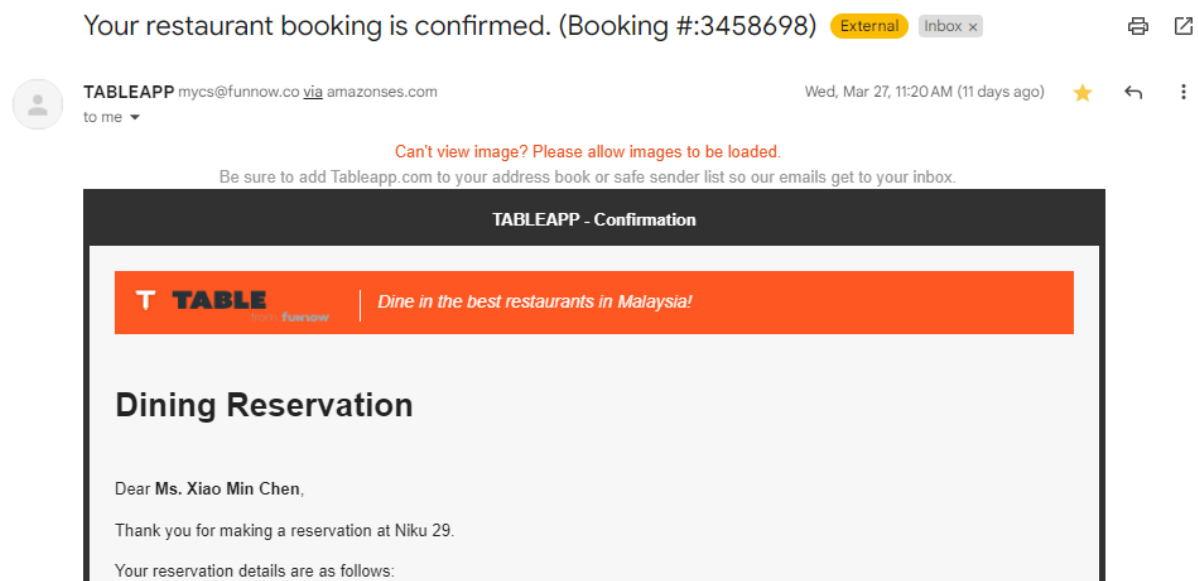 Your restaurant booking is confirmed. (Booking #:3458698) External Inbox ×
TABLEAPP mycs@funnow.co via amazonses.com Wed, Mar 27, 11:20 AM (11 days ago)
to me
Can't view image? Please allow images to be loaded.
Be sure to add Tableapp.com to your address book or safe sender list so our emails get to your inbox.
TABLEAPP - Confirmation
T TABLE Dine in the best restaurants in Malaysia!
from funnow
Dining Reservation
Dear Ms. Xiao Min Chen,
Thank you for making a reservation at Niku 29.
Your reservation details are as follows: